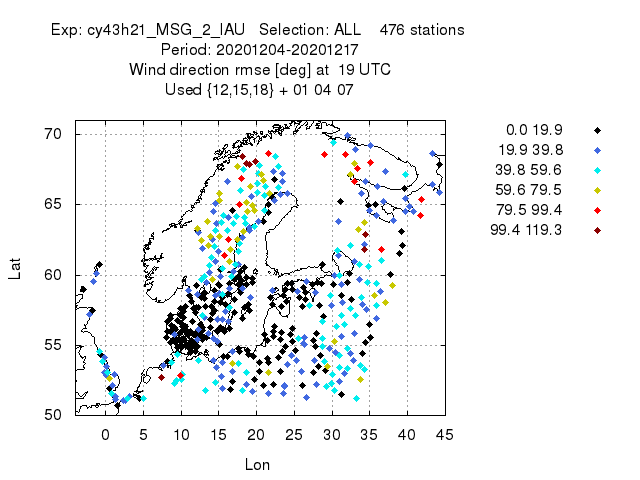 Exp: cy43h21_MSG_2_IAU   Selection: ALL    476 stations
Period: 20201204-20201217
Wind direction rmse [deg] at  19 UTC
Used {12,15,18} + 01 04 07
0.0 19.9
19.9 39.8
39.8 59.6
59.6 79.5
79.5 99.4
99.4 119.3
70
65
60
55
50
Lat
0 5 10 15 20 25 30 35 40 45
Lon